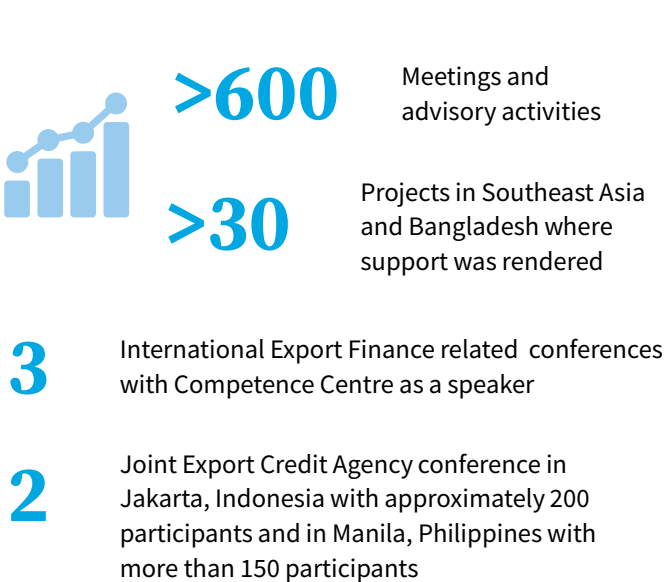 >600
Meetings and
advisory activities
>30
Projects in Southeast Asia
and Bangladesh where
support was rendered
3
International Export Finance related  conferences
with Competence Centre as a speaker
2
Joint Export Credit Agency conference in
Jakarta, Indonesia with approximately 200
participants and in Manila, Philippines with
more than 150 participants